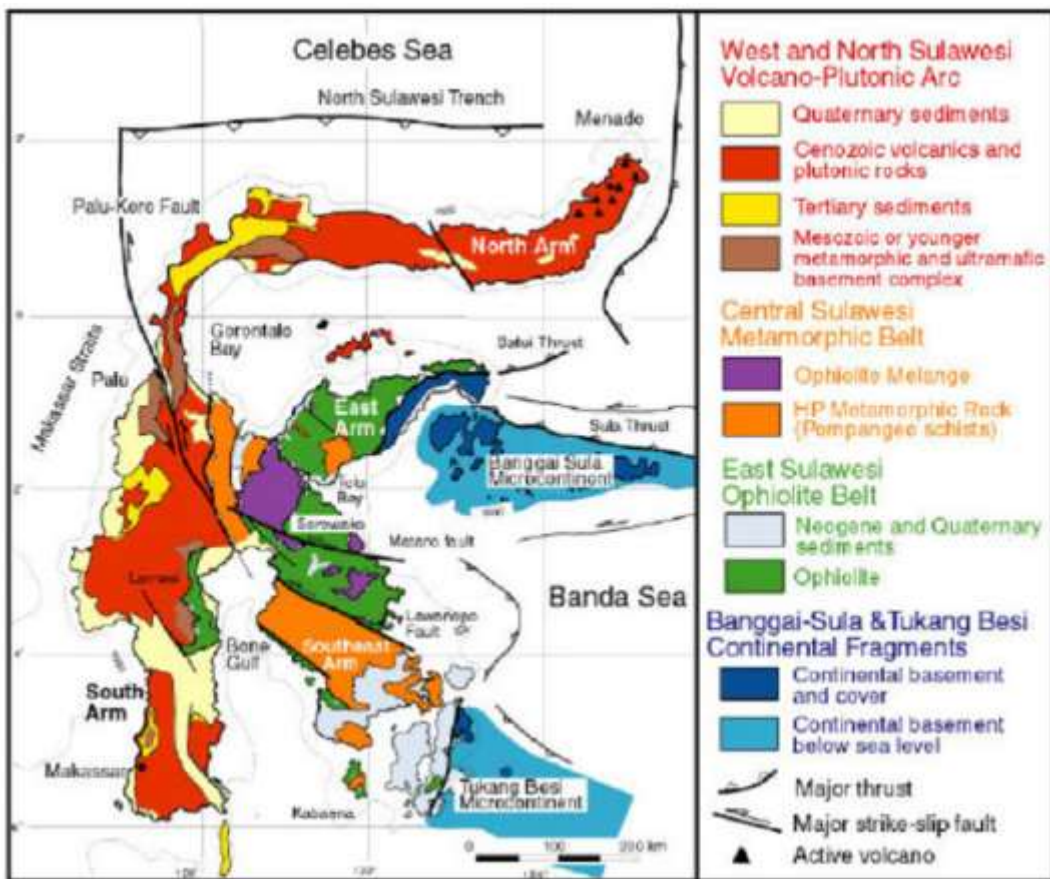 Celebes Sea
North Sulawesi Trench
Menado
Palu-Koro Fault
North Arm
Gorontalo
Bay
Makassar Straits
Palu
Batui Thrust
East
Arm
Sula Thrust
Banggai Sula
Microcontinent
Tolo
Bay
Sorowako
Matano fault
Banda Sea
Lawanopo
Fault
Bone
Gulf
Southeast
Arm
South
Arm
Makassar
Kabaena
Tukang Besi
Microcontinent
0 100 200 km
West and North Sulawesi
Volcano-Plutonic Arc
Quaternary sediments
Cenozoic volcanics and
plutonic rocks
Tertiary sediments
Mesozoic or younger
metamorphic and ultramafic
basement complex
Central Sulawesi
Metamorphic Belt
Ophiolite Melange
HP Metamorphic Rock
(Pompangeo schists)
East Sulawesi
Ophiolite Belt
Neogene and Quaternary
sediments
Ophiolite
Banggai-Sula & Tukang Besi
Continental Fragments
Continental basement
and cover
Continental basement
below sea level
Major thrust
Major strike-slip fault
Active volcano